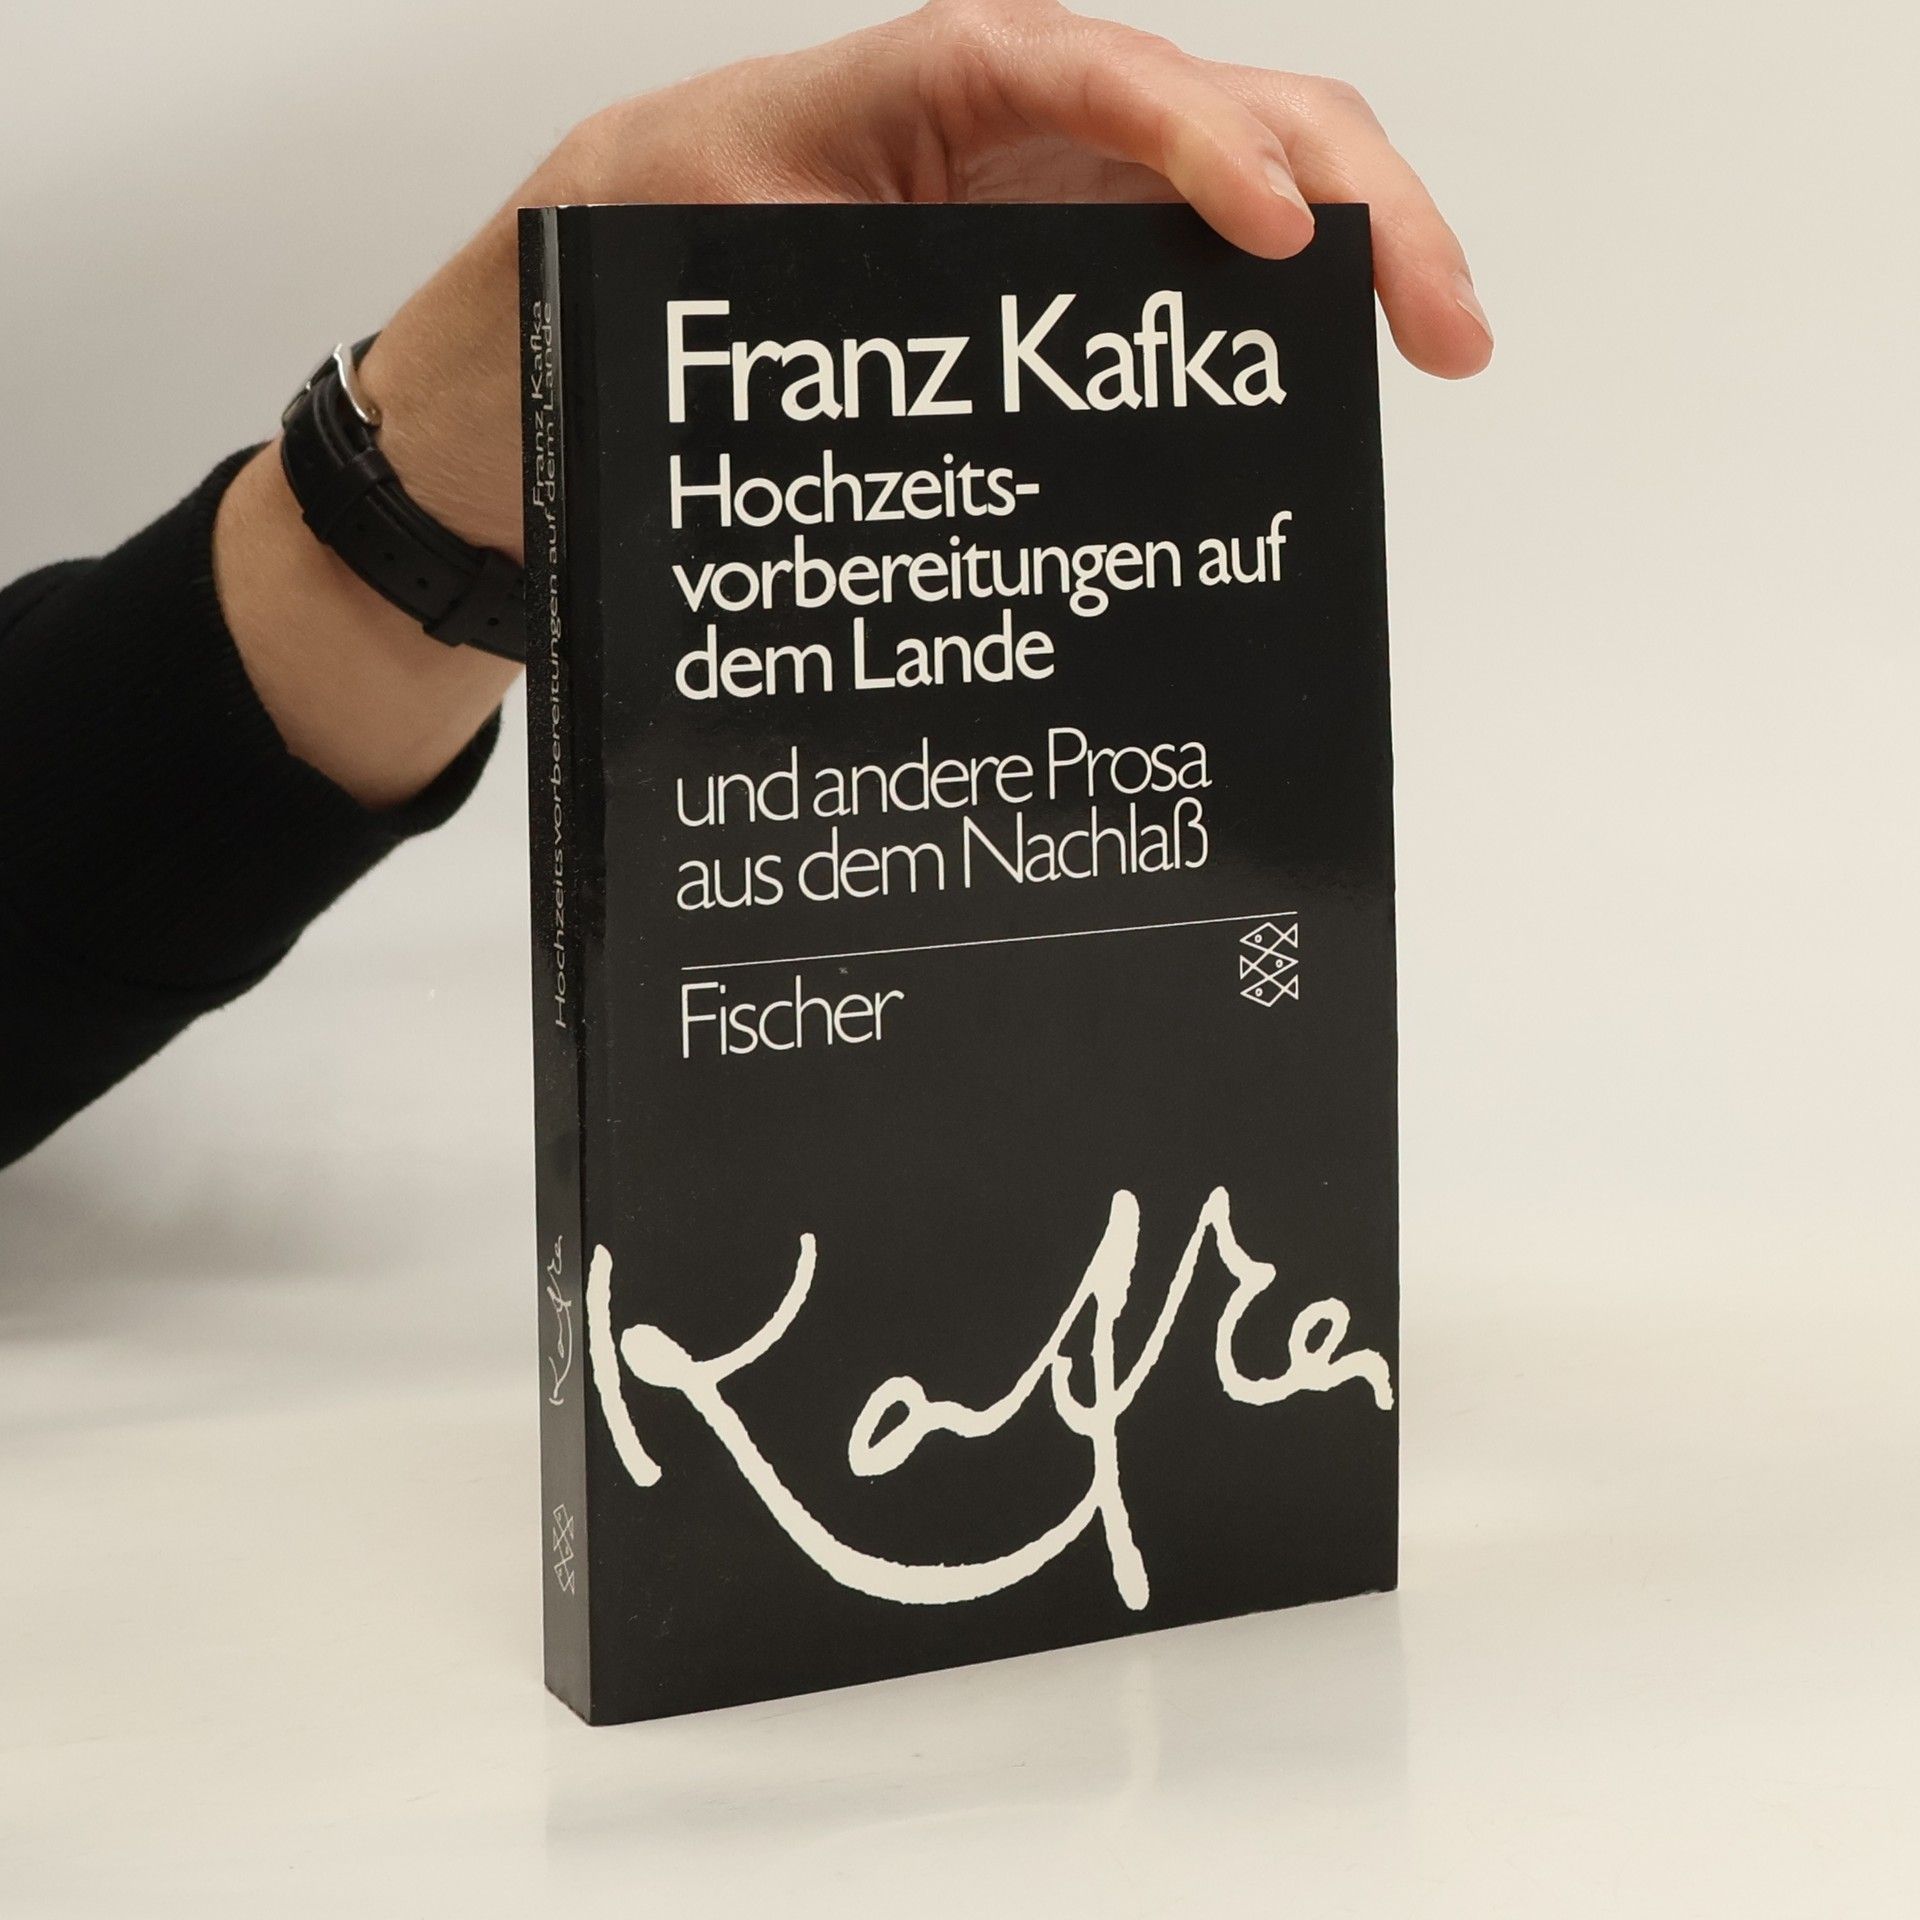 Franz Kafka
Hochzeits-
vorbereitungen auf
dem Lande
und andere Prosa
aus dem Nachlaß
Fischer
Kafka
Franz Kafka
Hochzeitsvorbereitungen auf dem Lande
Kafka